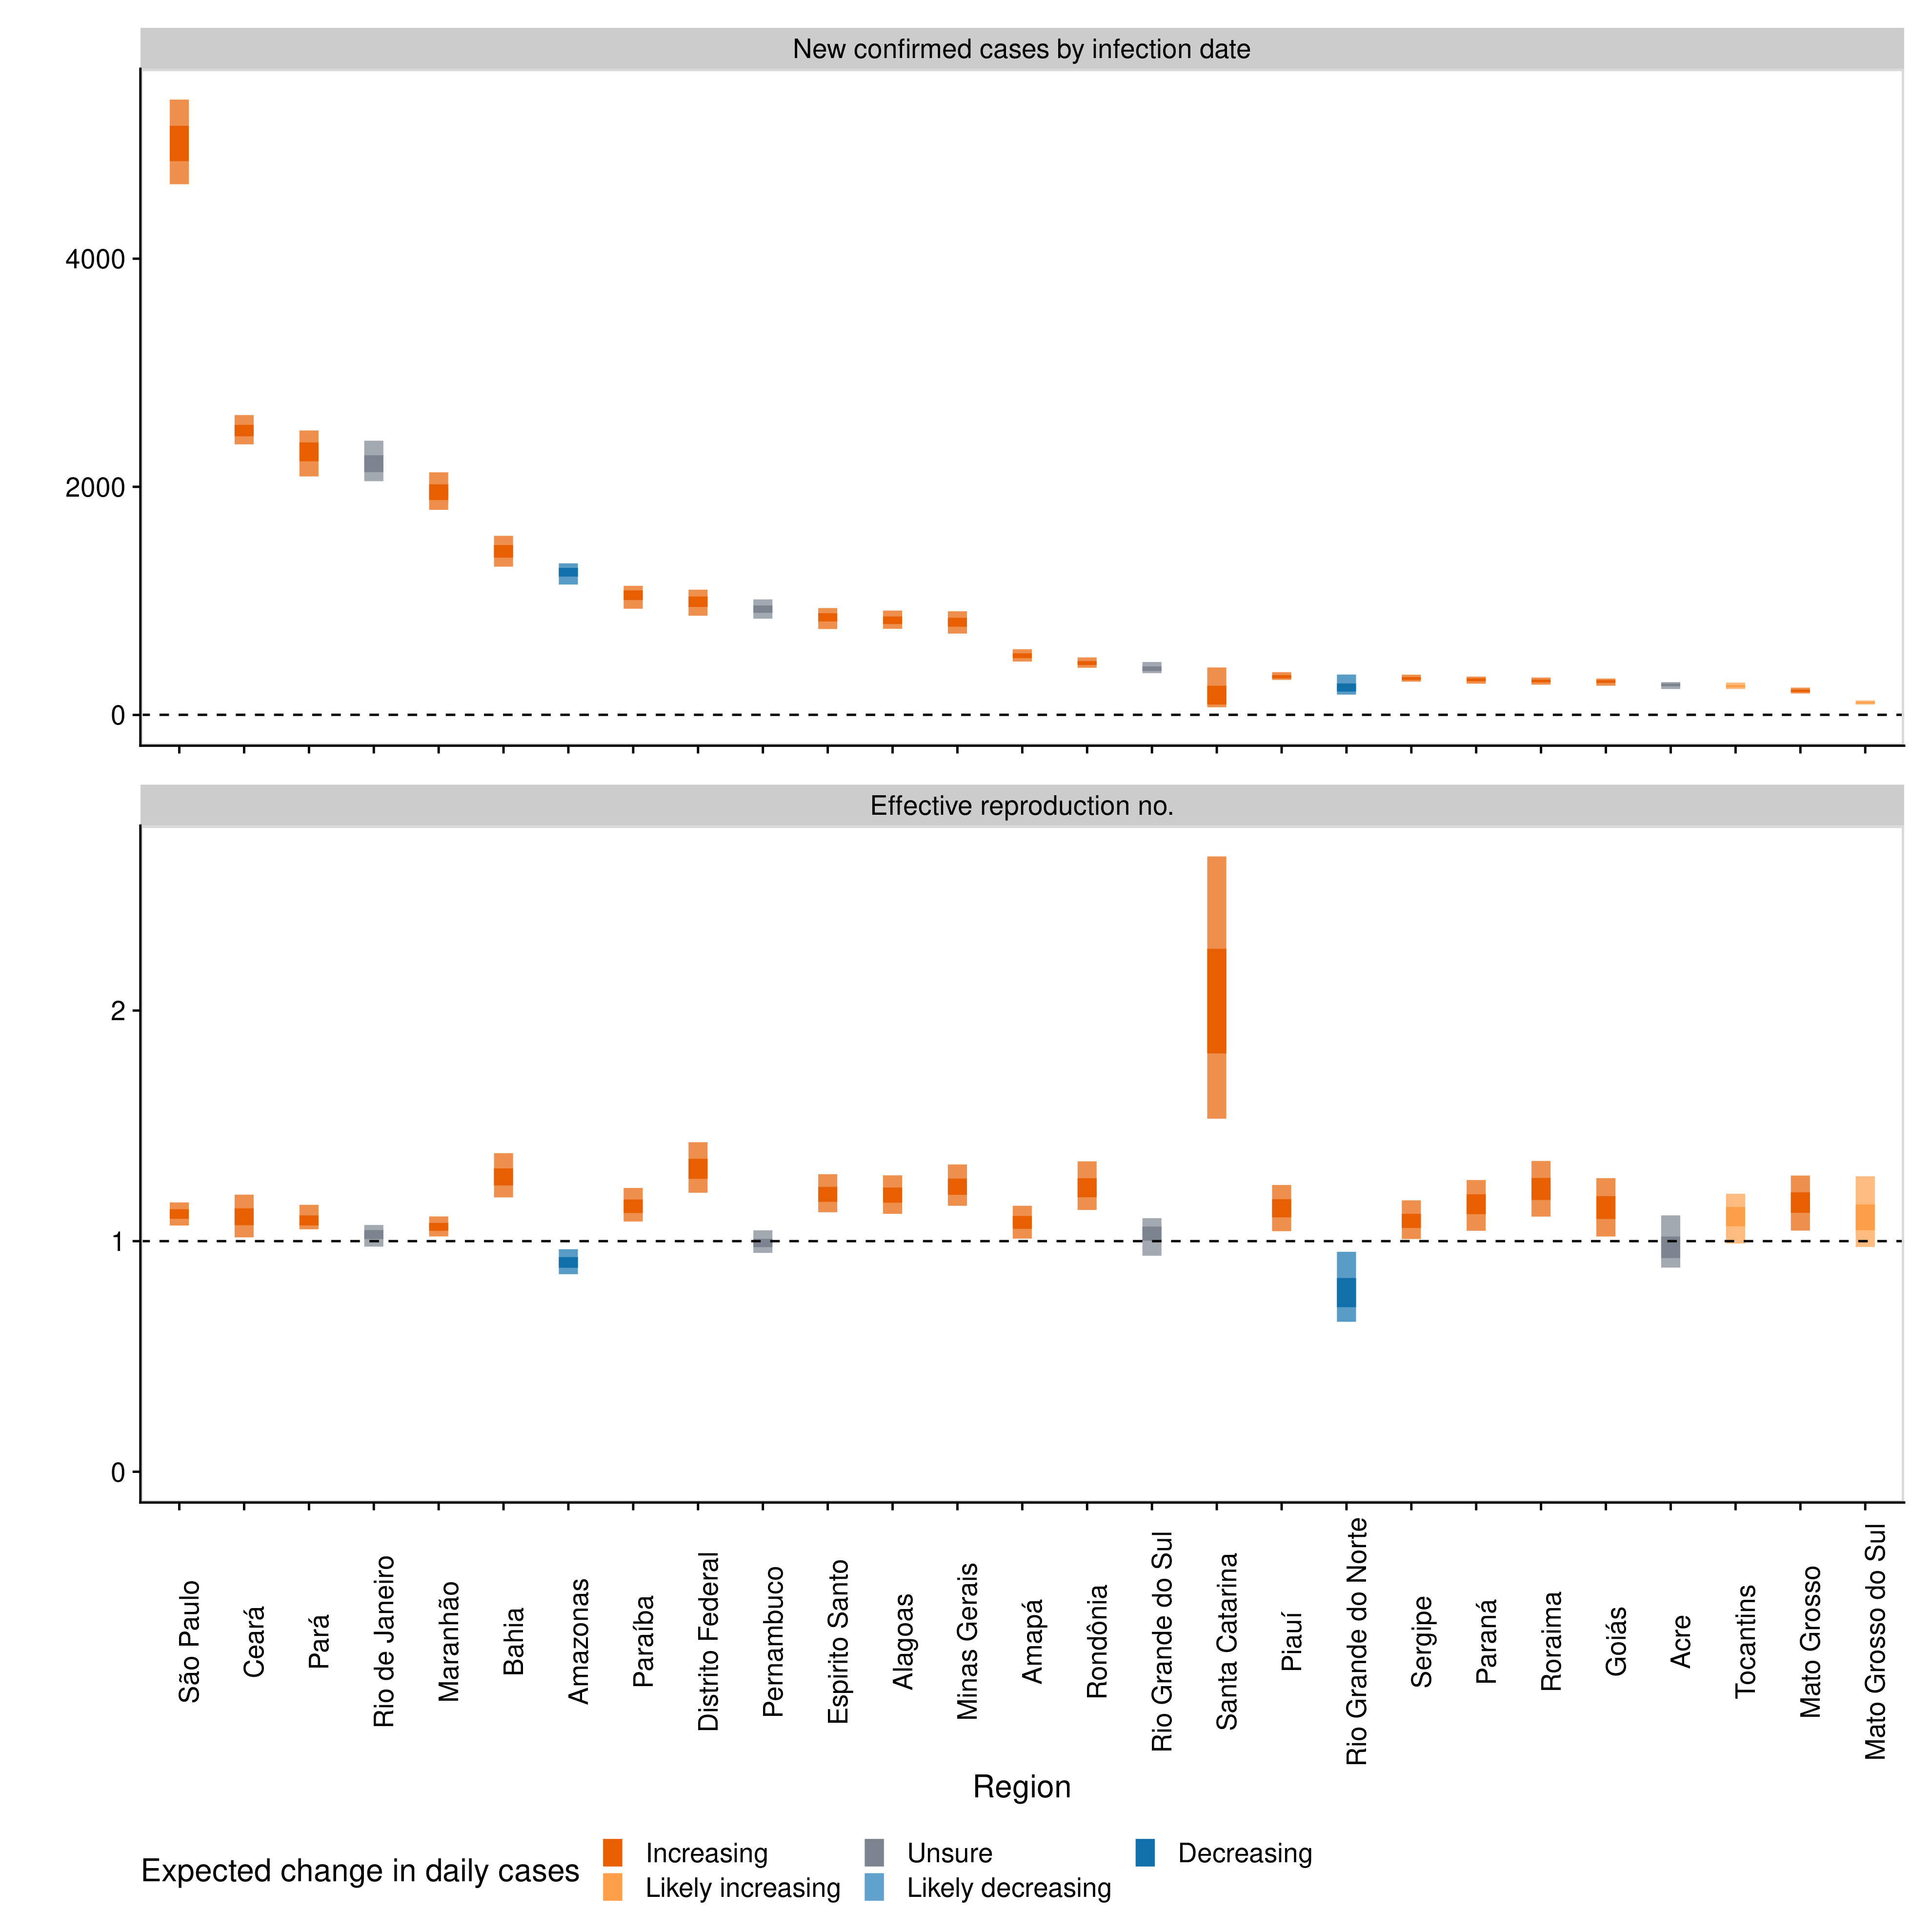 New confirmed cases by infection date
4000
2000
0
Effective reproduction no.
2
1
0
São Paulo
Ceará
Pará
Rio de Janeiro
Maranhão
Bahia
Amazonas
Paraíba
Distrito Federal
Pernambuco
Espirito Santo
Alagoas
Minas Gerais
Amapá
Rondônia
Rio Grande do Sul
Santa Catarina
Piauí
Rio Grande do Norte
Sergipe
Paraná
Roraima
Goiás
Acre
Tocantins
Mato Grosso
Mato Grosso do Sul
Region
Expected change in daily cases
Increasing
Unsure
Decreasing
Likely increasing
Likely decreasing